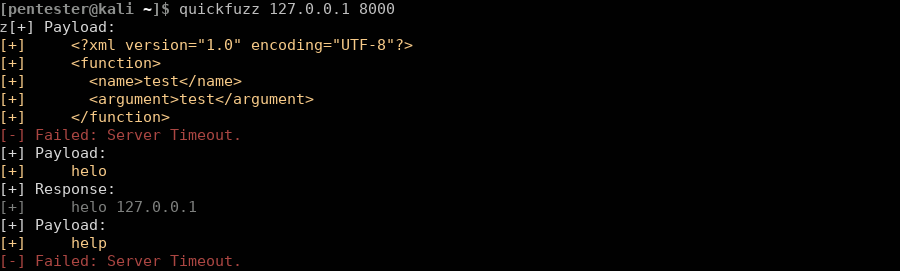 [pentester@kali ~]$ quickfuzz 127.0.0.1 8000
z[+] Payload:
[+]     <?xml version="1.0" encoding="UTF-8"?>
[+]     <function>
[+]       <name>test</name>
[+]       <argument>test</argument>
[+]     </function>
[-] Failed: Server Timeout.
[+] Payload:
[+]     helo
[+] Response:
[+]     helo 127.0.0.1
[+] Payload:
[+]     help
[-] Failed: Server Timeout.